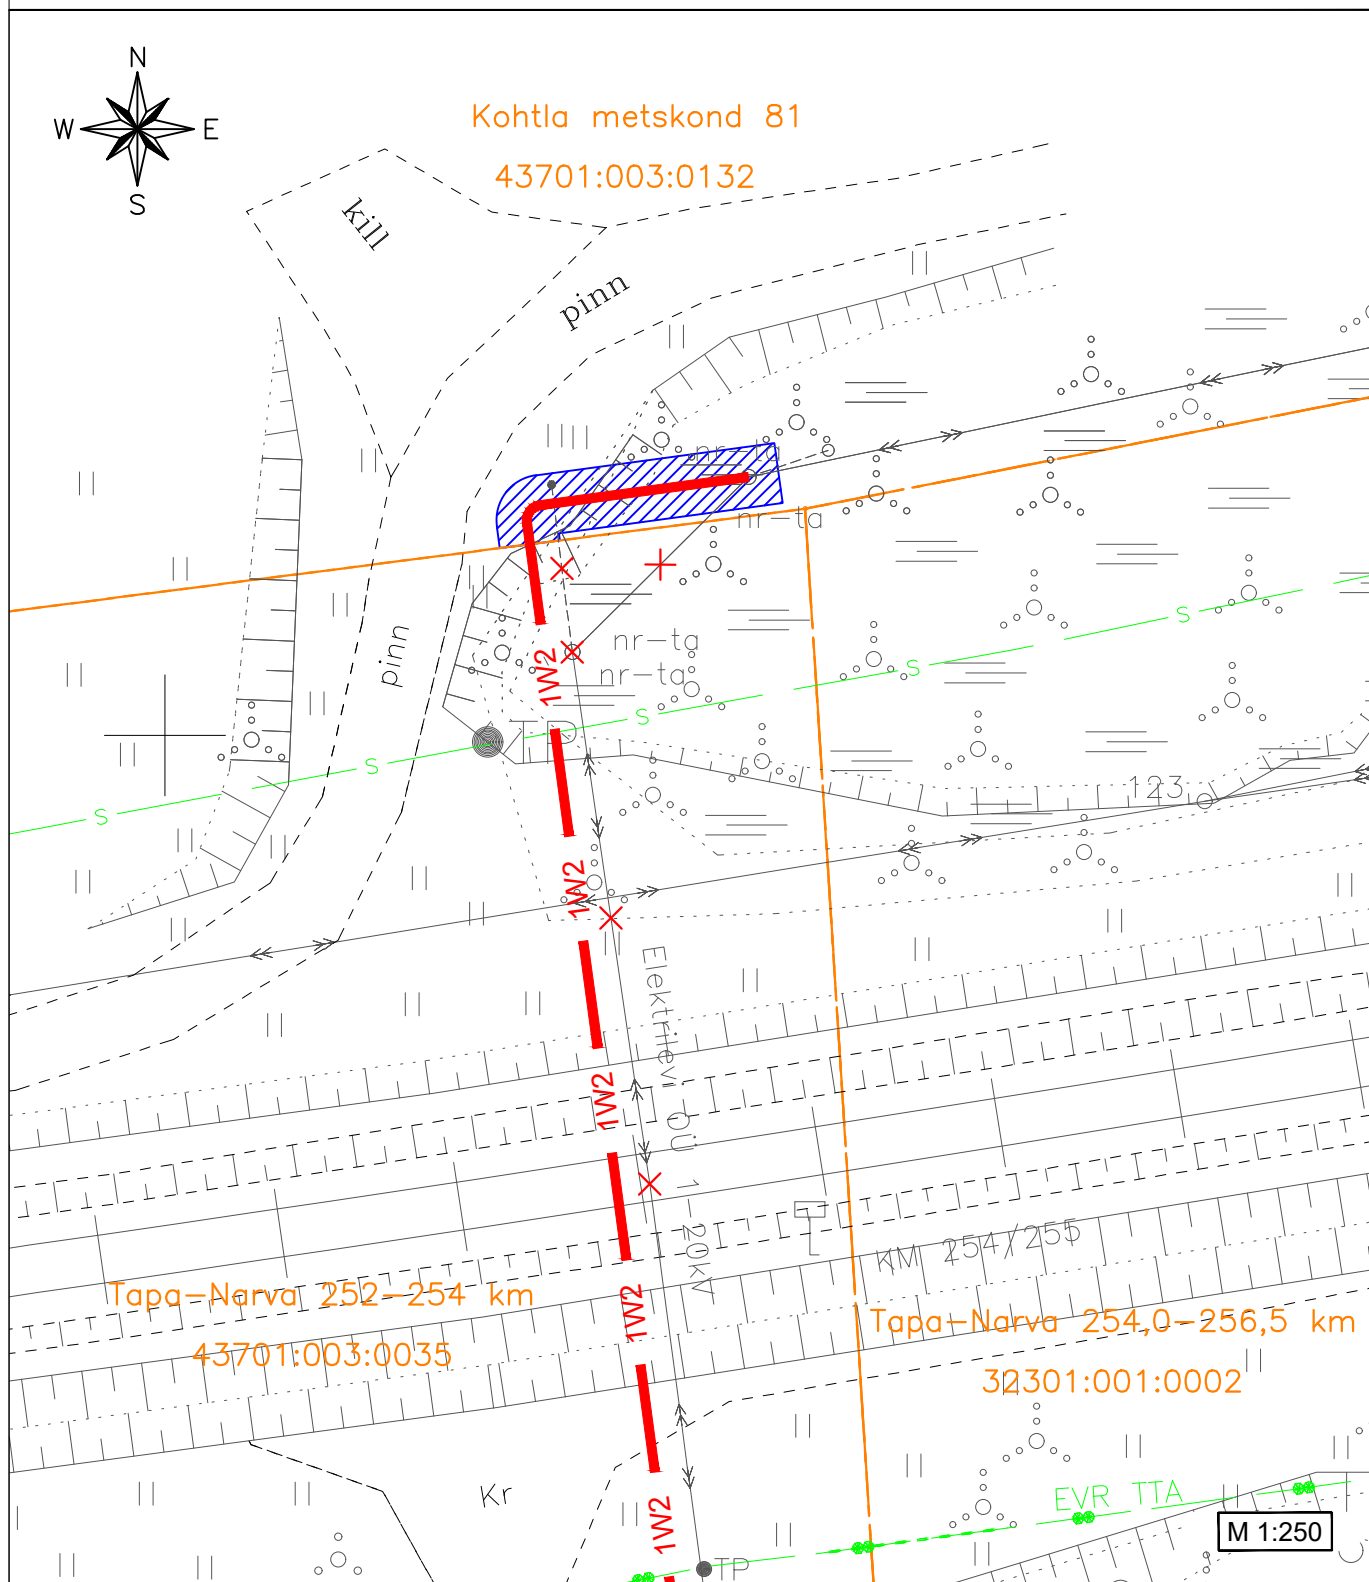 N
W E
S
Kohtla metskond 81
43701:003:0132
kill
pinn
nr-ta
nr-ta
pinn
nr-ta
nr-ta
1W2
S
S
S
S
S
TP
123
1W2
Elektrilevi OÜ 1-20kV
1W2
KM 254/255
Tapa-Narva 252-254 km
43701:003:0035
1W2
Tapa-Narva 254,0-256,5 km
32301:001:0002
Kr
1W2
EVR TTA
M 1:250
TP